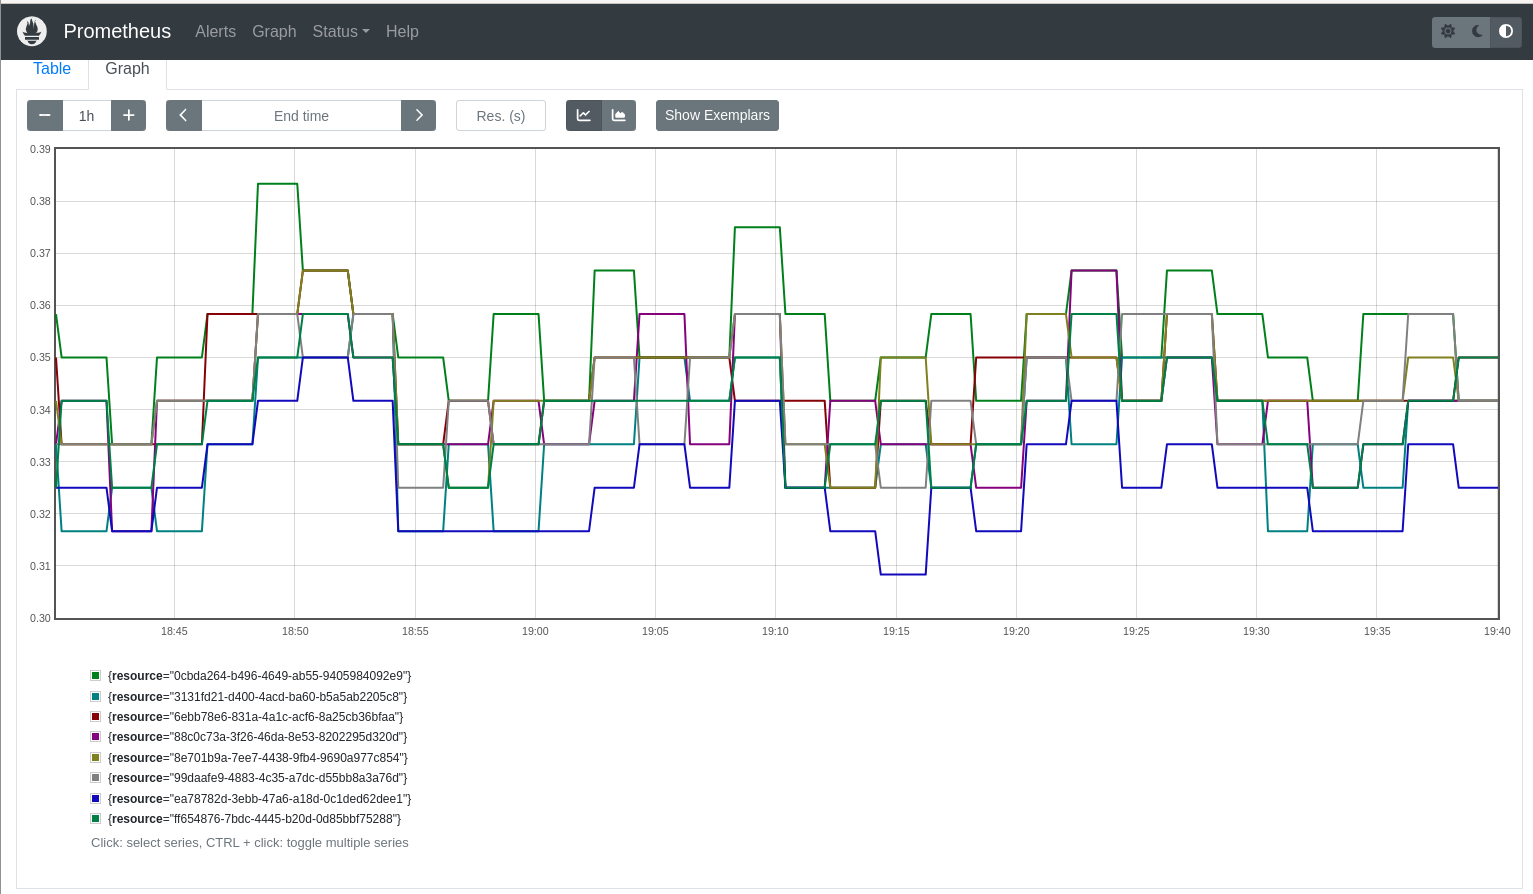 Prometheus Alerts Graph Status Help
Table Graph
1h End time Res. (s) Show Exemplars
0.39
0.38
0.37
0.36
0.35
0.34
0.33
0.32
0.31
0.30
18:45 18:50 18:55 19:00 19:05 19:10 19:15 19:20 19:25 19:30 19:35 19:40
{resource="0cbda264-b496-4649-ab55-9405984092e9"}
{resource="3131fd21-d400-4acd-ba60-b5a5ab2205c8"}
{resource="6ebb78e6-831a-4a1c-acf6-8a25cb36bfaa"}
{resource="88c0c73a-3f26-46da-8e53-8202295d320d"}
{resource="8e701b9a-7ee7-4438-9fb4-9690a977c854"}
{resource="99daafe9-4883-4c35-a7dc-d55bb8a3a76d"}
{resource="ea78782d-3ebb-47a6-a18d-0c1ded62dee1"}
{resource="ff654876-7bdc-4445-b20d-0d85bbf75288"}
Click: select series, CTRL + click: toggle multiple series